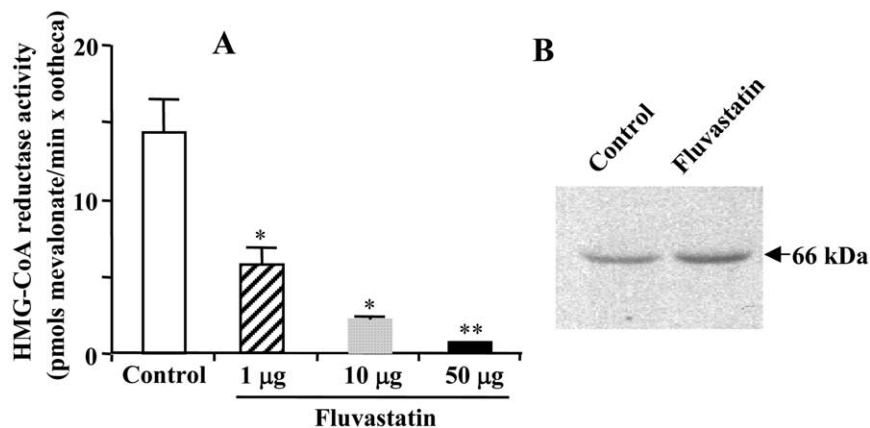 A
HMG-CoA reductase activity
(pmols mevalonate/min x ootheca)
20
10
0
*
*
**
Control
1 μg
10 μg
50 μg
Fluvastatin
B
Control
Fluvastatin
66 kDa